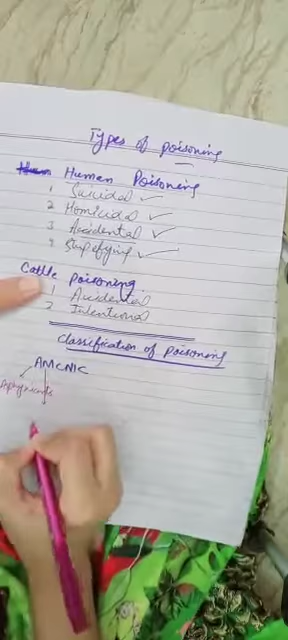 Types of poisoning
Human Poisoning
1 Suicidal ✓
2 Homicidal ✓
3 Accidental ✓
4 Stupefying ✓
Cattle poisoning
1 Accidental
2 Intentional
Classification of poisoning
AMCNIC